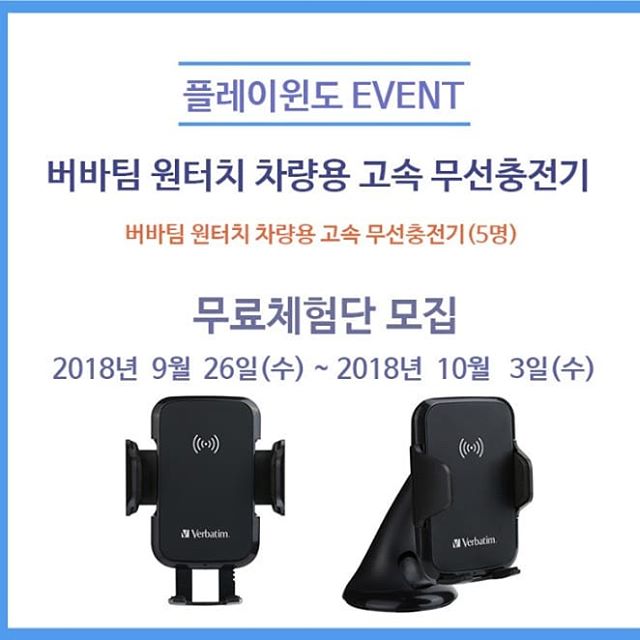 플레이윈도 EVENT
버바팀 원터치 차량용 고속 무선충전기
버바팀 원터치 차량용 고속 무선충전기(5명)
무료체험단 모집
2018년 9월 26일(수) ~ 2018년 10월 3일(수)
Verbatim.
Verbatim.